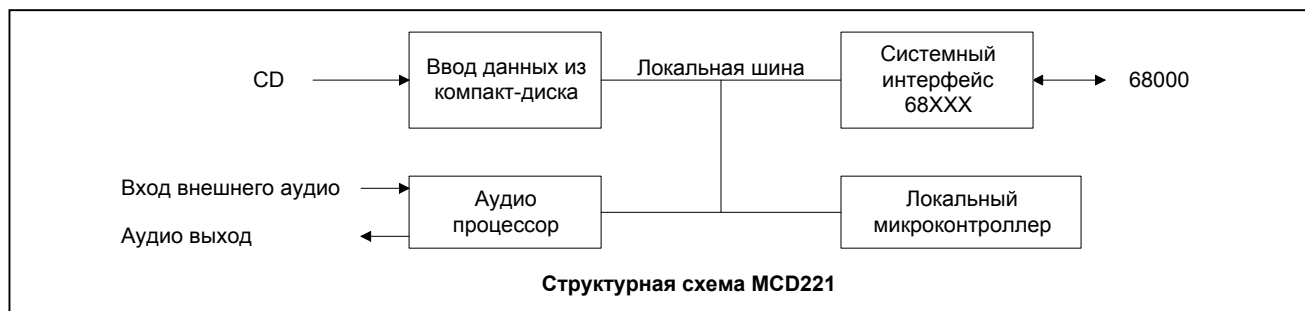 CD
Ввод данных из
компакт-диска
Локальная шина
Системный
интерфейс
68XXX
68000
Вход внешнего аудио
Аудио выход
Аудио
процессор
Локальный
микроконтроллер
Структурная схема MCD221